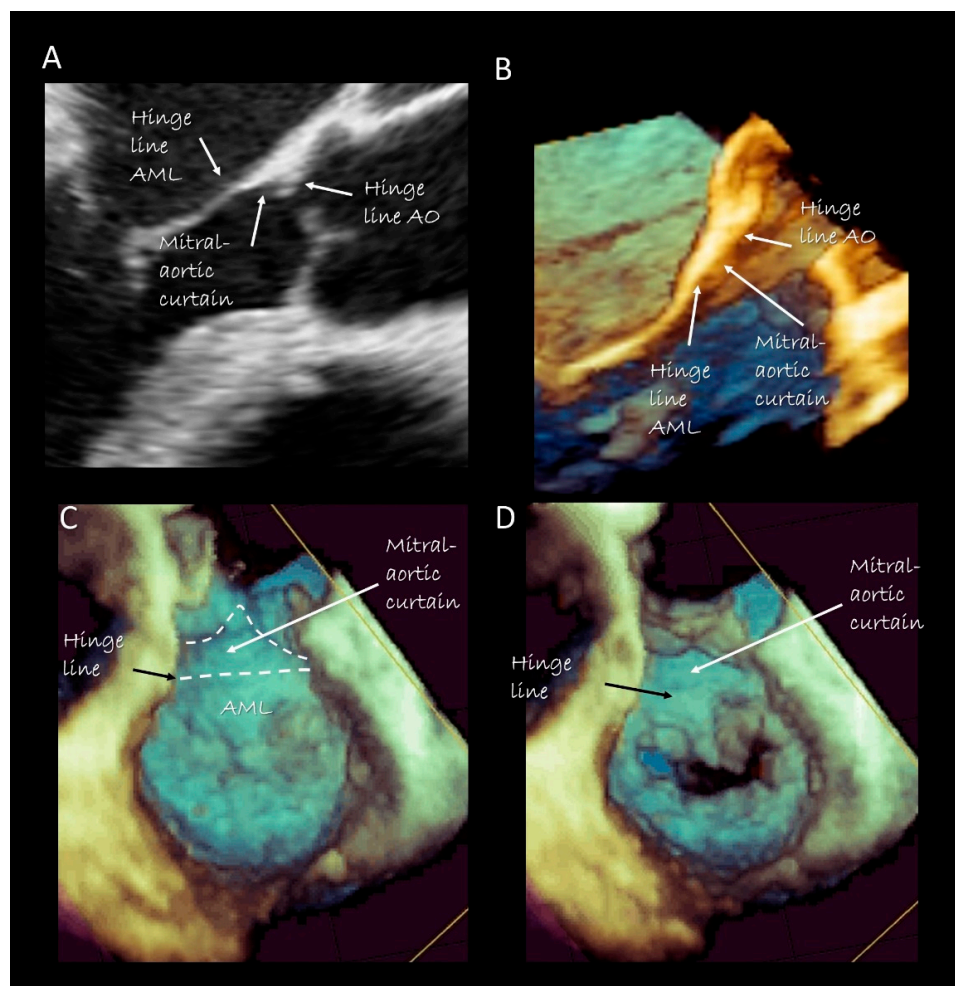 A
Hinge
line
AML
Hinge
line AO
Mitral-
aortic
curtain
B
Hinge
line AO
Mitral-
aortic
curtain
Hinge
line
AML
C
Mitral-
aortic
curtain
Hinge
line
AML
D
Mitral-
aortic
curtain
Hinge
line